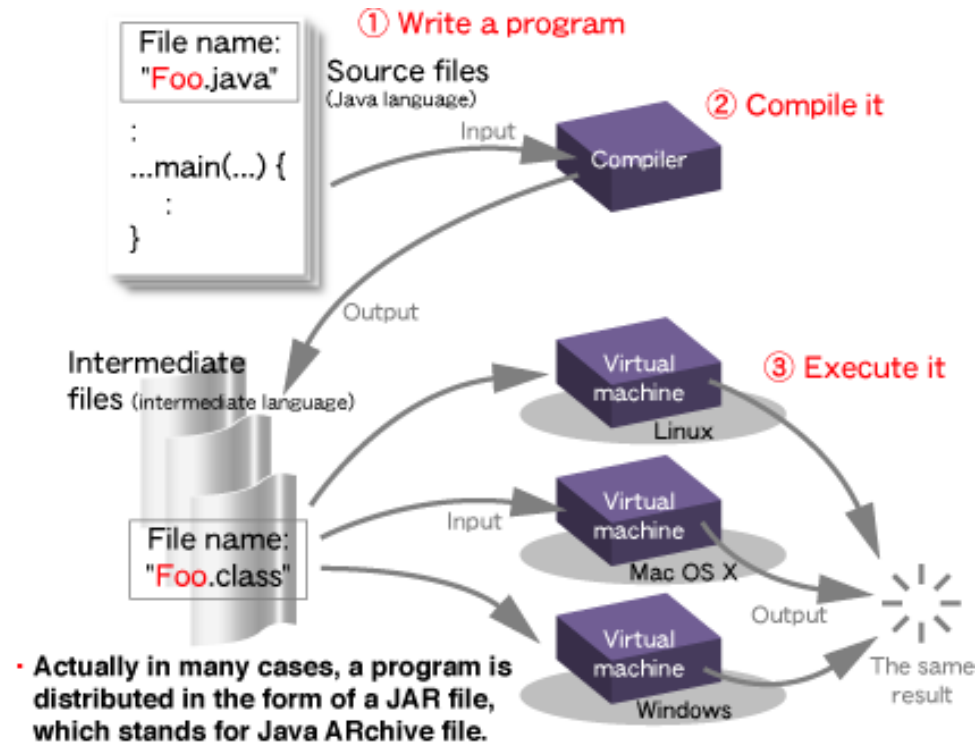 ① Write a program
File name:
"Foo.java"
Source files
(Java language)
:
...main(...) {
:
}
② Compile it
Input
Compiler
Output
Intermediate
files (intermediate language)
File name:
"Foo.class"
③ Execute it
Virtual
machine
Linux
Input
Virtual
machine
Mac OS X
Virtual
machine
Windows
Output
The same
result
· Actually in many cases, a program is
distributed in the form of a JAR file,
which stands for Java ARchive file.